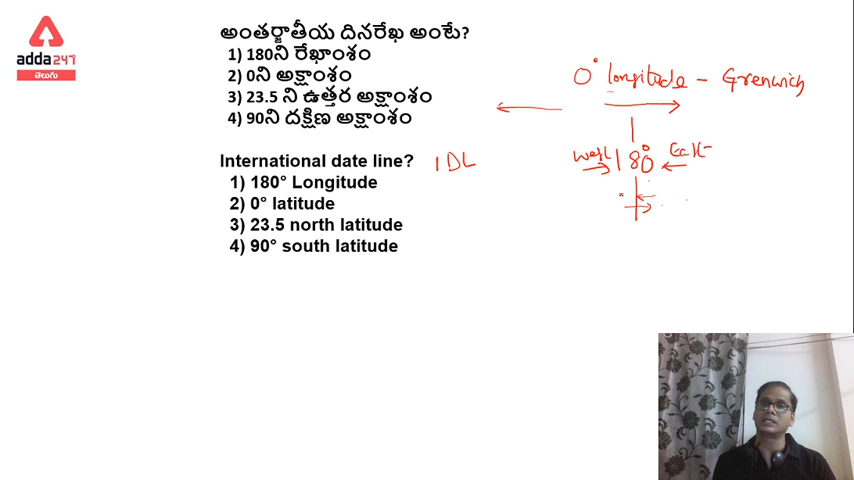 adda247
తెలుగు
అంతర్జాతీయ దినరేఖ అంటే?
1) 180ని రేఖాంశం
2) 0ని అక్షాంశం
3) 23.5 ని ఉత్తర అక్షాంశం
4) 90ని దక్షిణ అక్షాంశం
International date line? IDL
1) 180° Longitude
2) 0° latitude
3) 23.5 north latitude
4) 90° south latitude
0° longitude - Grenwich
West 180° East